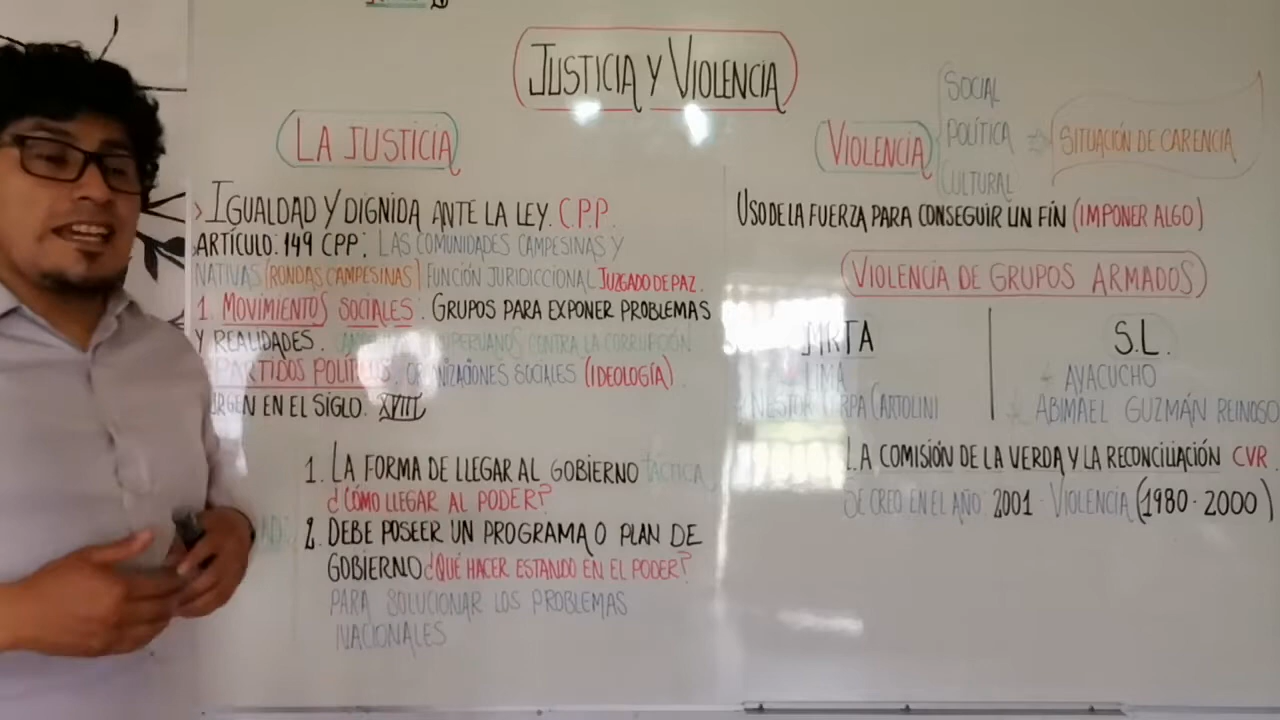 JUSTICIA Y VIOLENCIA
LA JUSTICIA
> IGUALDAD Y DIGNIDA ANTE LA LEY. C.P.P.
ARTÍCULO: 149 CPP: LAS COMUNIDADES CAMPESINAS Y
NATIVAS (RONDAS CAMPESINAS) FUNCIÓN JURIDICCIONAL JUZGADO DE PAZ.
1. MOVIMIENTOS SOCIALES: GRUPOS PARA EXPONER PROBLEMAS
Y REALIDADES. CONTRA LA CORRUPCIÓN
PARTIDOS SOCIALES (IDEOLOGÍA).
EN EL SIGLO. XVIII
1. LA FORMA DE LLEGAR AL GOBIERNO TÁCTICA
¿CÓMO LLEGAR AL PODER?
2. DEBE POSEER UN PROGRAMA O PLAN DE
GOBIERNO ¿QUÉ HACER ESTANDO EN EL PODER?
PARA SOLUCIONAR LOS PROBLEMAS
NACIONALES
VIOLENCIA
SOCIAL
POLÍTICA
CULTURAL
⇒ SITUACIÓN DE CARENCIA
USO DE LA FUERZA PARA CONSEGUIR UN FÍN (IMPONER ALGO)
VIOLENCIA DE GRUPOS ARMADOS
MRTA
LIMA
NESTOR CARTOLINI
S.L.
AYACUCHO
ABIMAEL GUZMÁN REINOSO
LA COMISIÓN DE LA VERDA Y LA RECONCILIACIÓN CVR.
SE CREO EN EL AÑO 2001 - VIOLENCIA (1980 - 2000)